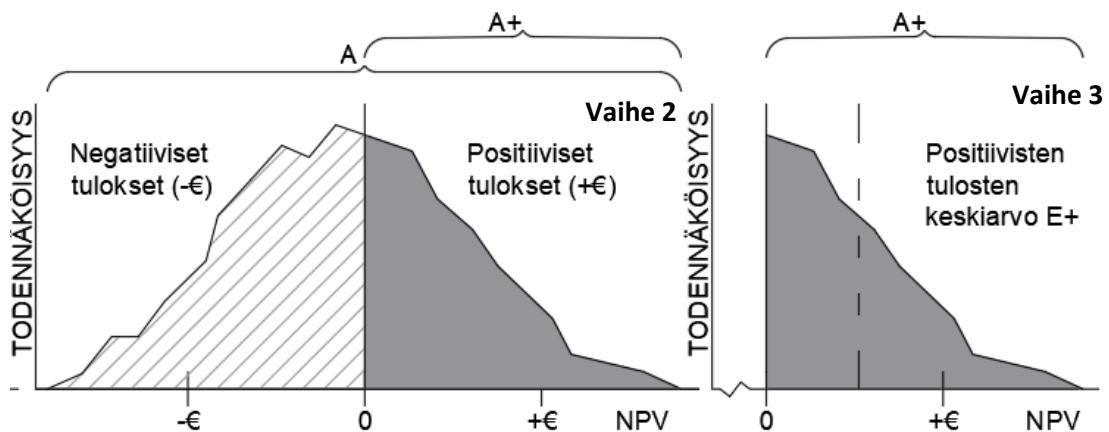 A+
A
Vaihe 2
TODENNÄKÖISYYS
Negatiiviset
tulokset (-€)
Positiiviset
tulokset (+€)
-€
0
+€
NPV
A+
Vaihe 3
TODENNÄKÖISYYS
Positiivisten
tulosten
keskiarvo E+
0
+€
NPV